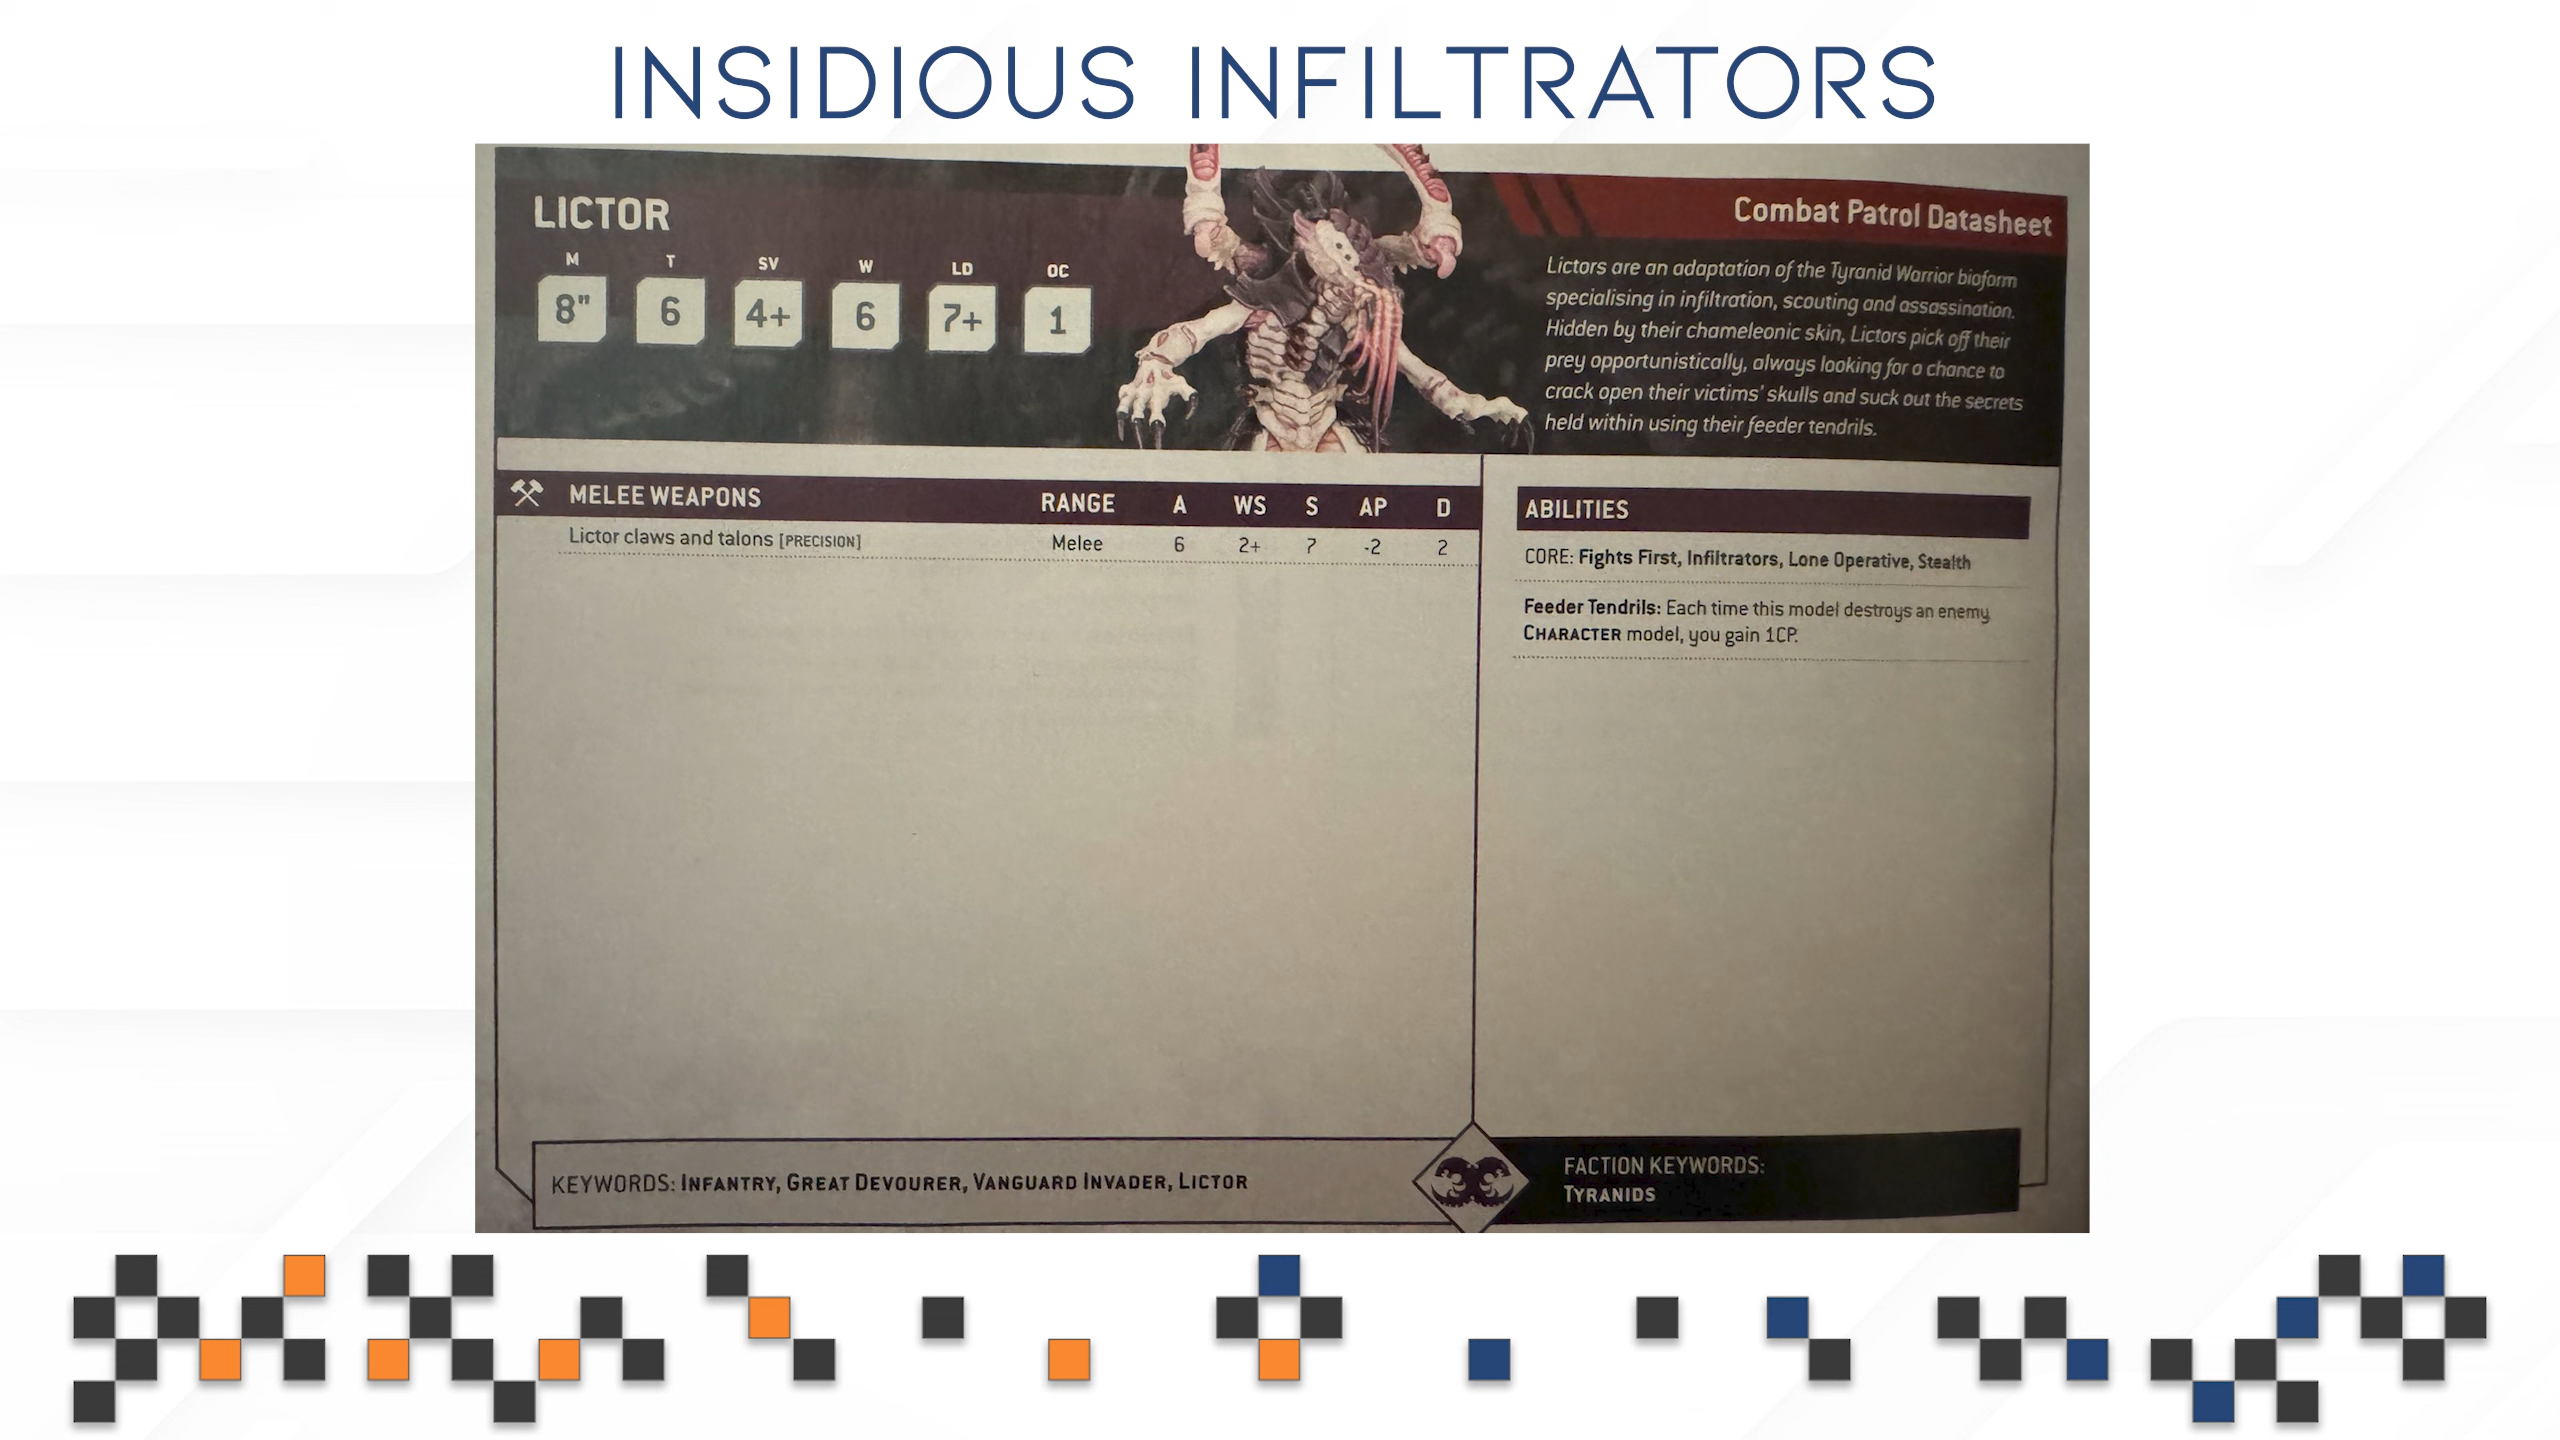 INSIDIOUS INFILTRATORS
LICTOR
Combat Patrol Datasheet
M T SV W LD OC
8" 6 4+ 6 7+ 1
Lictors are an adaptation of the Tyranid Warrior bioform
specialising in infiltration, scouting and assassination.
Hidden by their chameleonic skin, Lictors pick off their
prey opportunistically, always looking for a chance to
crack open their victims' skulls and suck out the secrets
held within using their feeder tendrils.
MELEE WEAPONS RANGE A WS S AP D
Lictor claws and talons [PRECISION] Melee 6 2+ 7 -2 2
ABILITIES
CORE: Fights First, Infiltrators, Lone Operative, Stealth
Feeder Tendrils: Each time this model destroys an enemy
CHARACTER model, you gain 1CP.
KEYWORDS: INFANTRY, GREAT DEVOURER, VANGUARD INVADER, LICTOR
FACTION KEYWORDS:
TYRANIDS